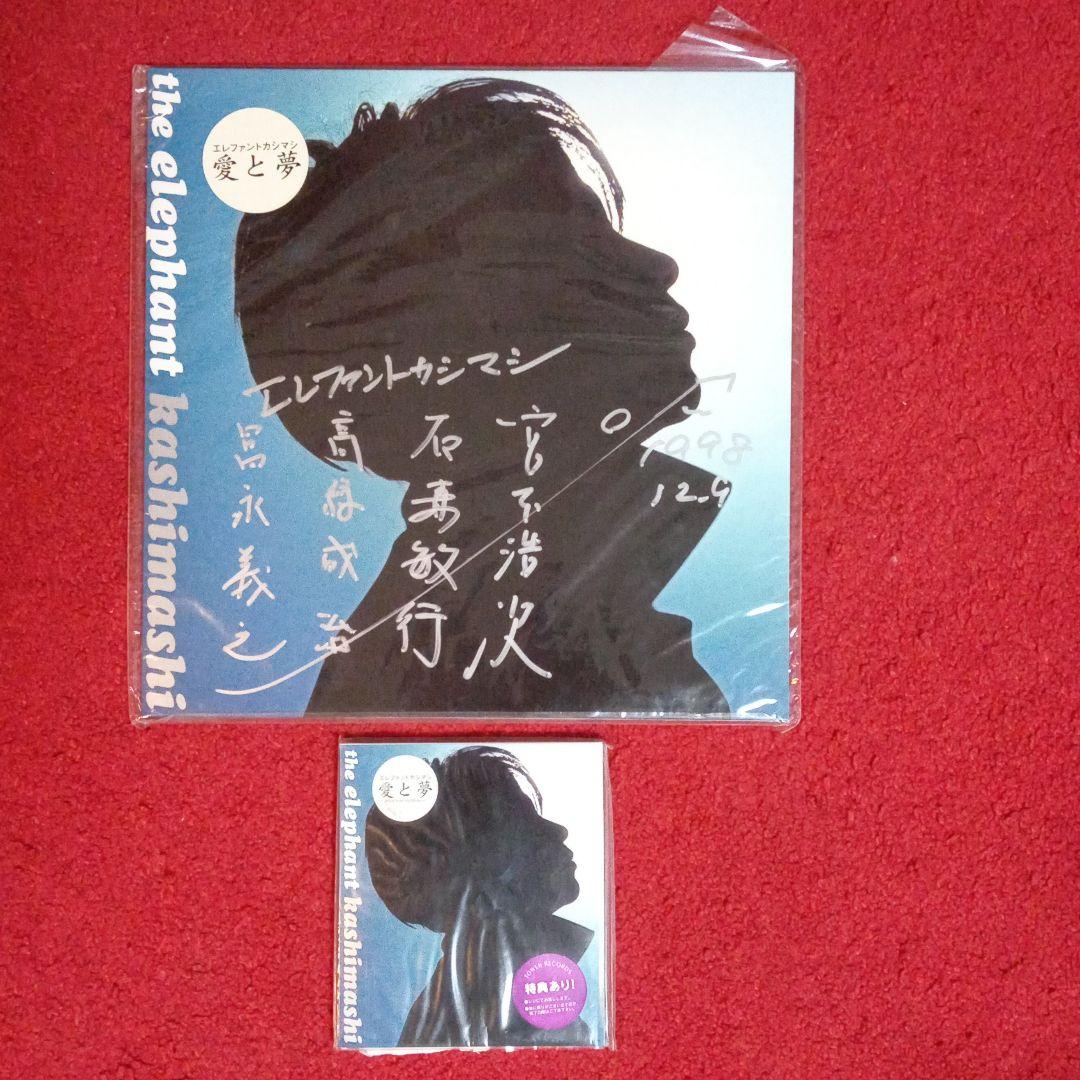 the elephant kashimashi
エレファントカシマシ
愛と夢
エレファントカシマシ
宮本浩次
石森敏行
高緑成治
冨永義之
1998
12.9
the elephant kashimashi
エレファントカシマシ
愛と夢
TOWER RECORDS
特典あり!